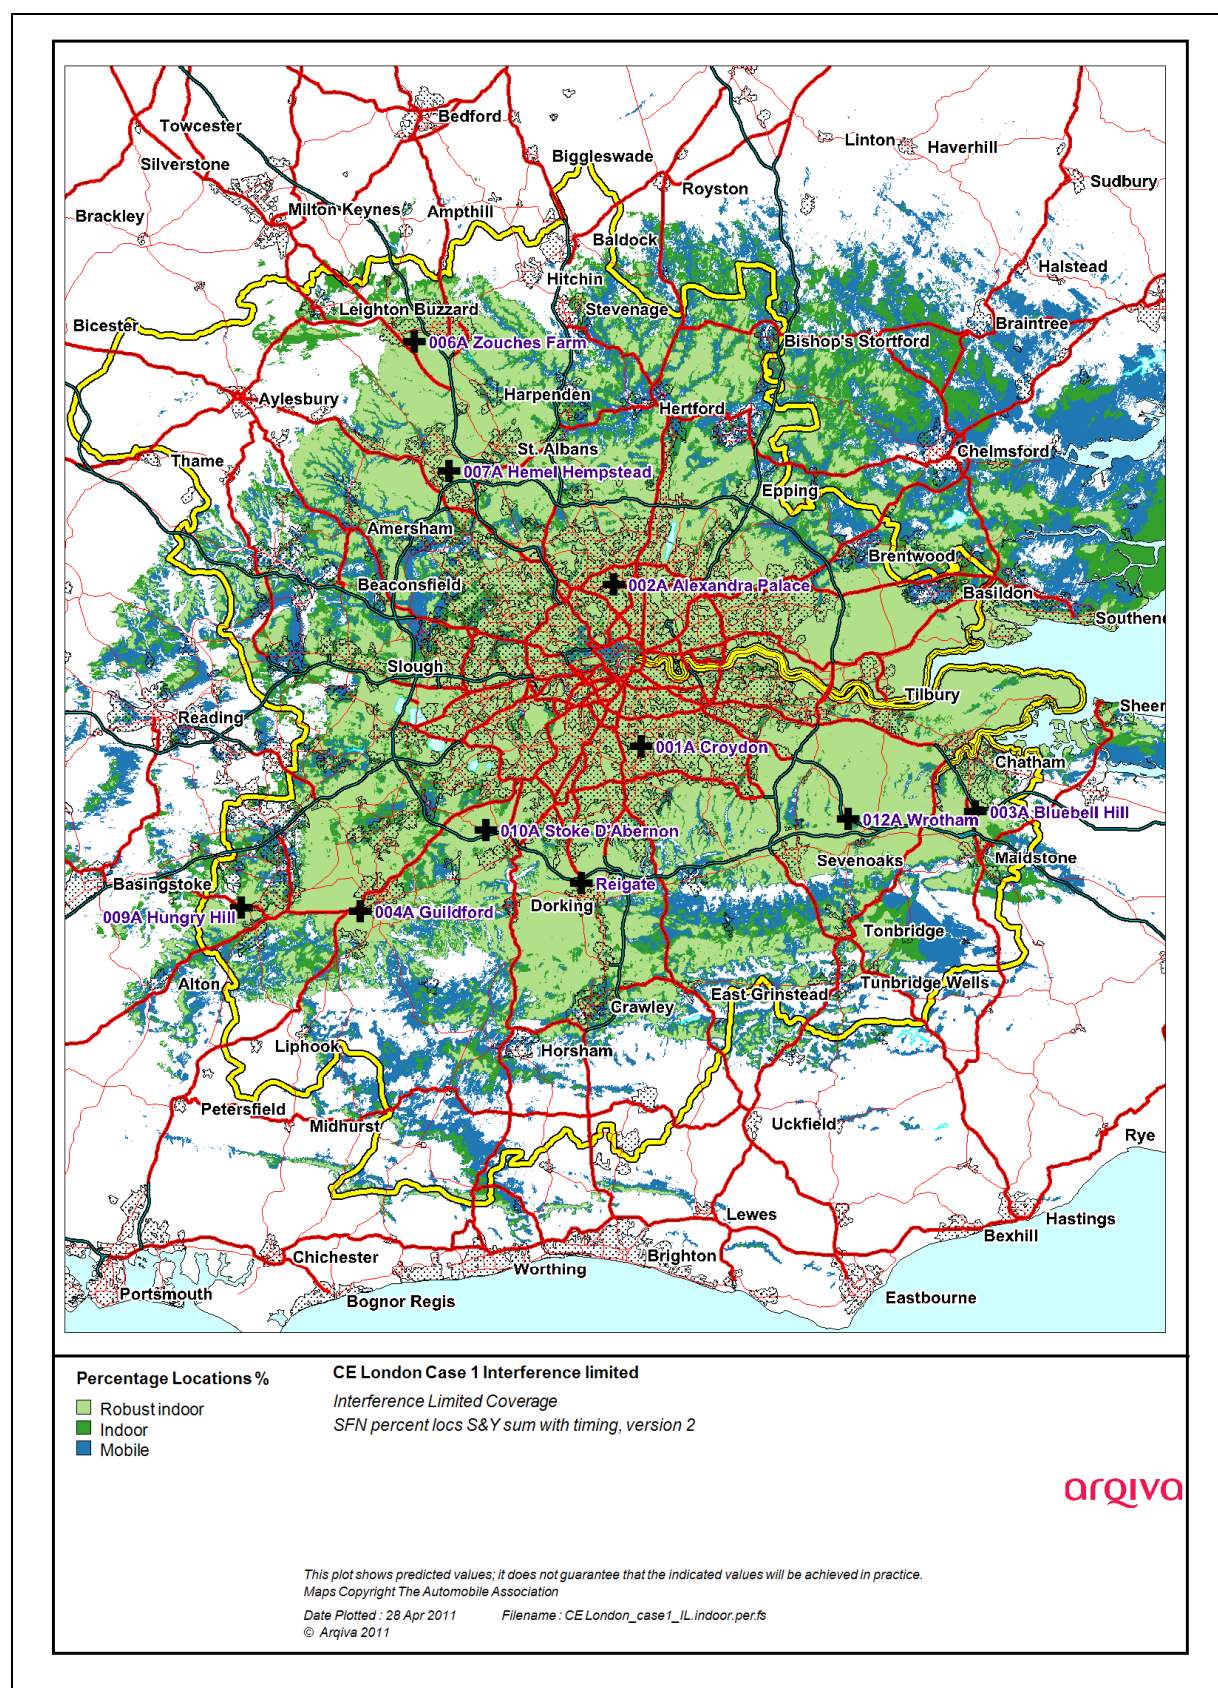 Bedford
Towcester
Linton
Haverhill
Biggleswade
Silverstone
Sudbury
Royston
Milton Keynes
Ampthill
Brackley
Baldock
Halstead
Hitchin
Leighton Buzzard
Stevenage
Braintree
Bicester
006A Zouches Farm
Bishop's Stortford
Harpenden
Aylesbury
Hertford
St. Albans
Chelmsford
Thame
007A Hemel Hempstead
Epping
Amersham
Brentwood
Beaconsfield
002A Alexandra Palace
Basildon
Southend
Slough
Tilbury
Sheer
Reading
001A Croydon
Chatham
003A Bluebell Hill
012A Wrotham
010A Stoke D'Abernon
Maidstone
Sevenoaks
Basingstoke
Reigate
Dorking
009A Hungry Hill
004A Guildford
Tonbridge
Alton
Tunbridge Wells
East Grinstead
Crawley
Liphook
Horsham
Petersfield
Midhurst
Uckfield
Rye
Lewes
Hastings
Bexhill
Chichester
Brighton
Worthing
Portsmouth
Bognor Regis
Eastbourne
Percentage Locations %
Robust indoor
Indoor
Mobile
CE London Case 1 Interference limited
Interference Limited Coverage
SFN percent locs S&Y sum with timing, version 2
arqiva
This plot shows predicted values; it does not guarantee that the indicated values will be achieved in practice.
Maps Copyright The Automobile Association
Date Plotted : 28 Apr 2011 Filename : CE London_case1_IL.indoor.per.fs
© Arqiva 2011